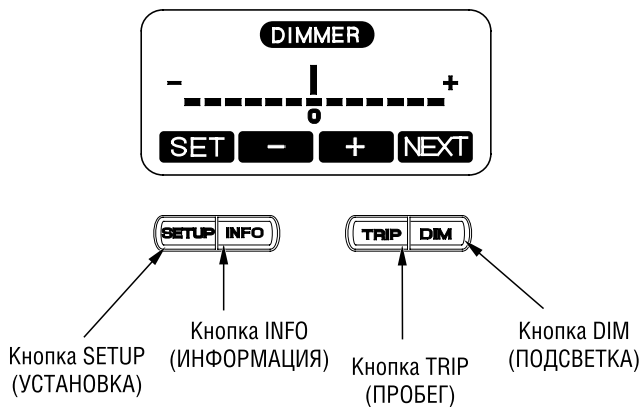 DIMMER
- +
0
SET - + NEXT
SETUP INFO TRIP DIM
Кнопка SETUP
(УСТАНОВКА)
Кнопка INFO
(ИНФОРМАЦИЯ)
Кнопка TRIP
(ПРОБЕГ)
Кнопка DIM
(ПОДСВЕТКА)